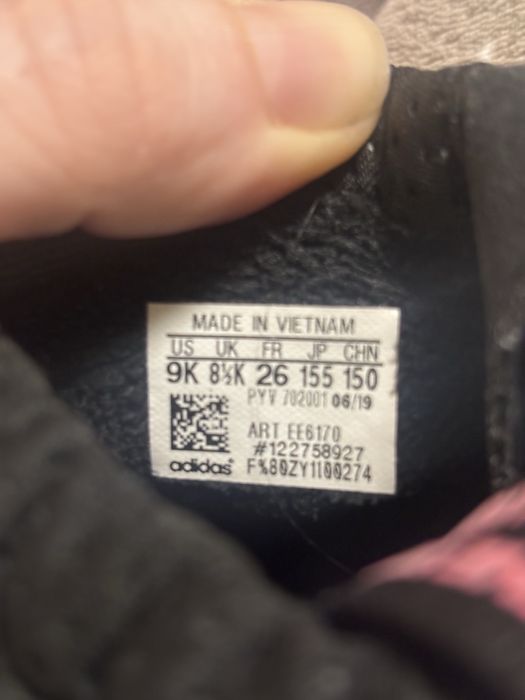 MADE IN VIETNAM
US UK FR JP CHN
9K 8½K 26 155 150
PYV 702001 06/19
ART EE6170
#122758927
adidas® F%80ZY1I00274